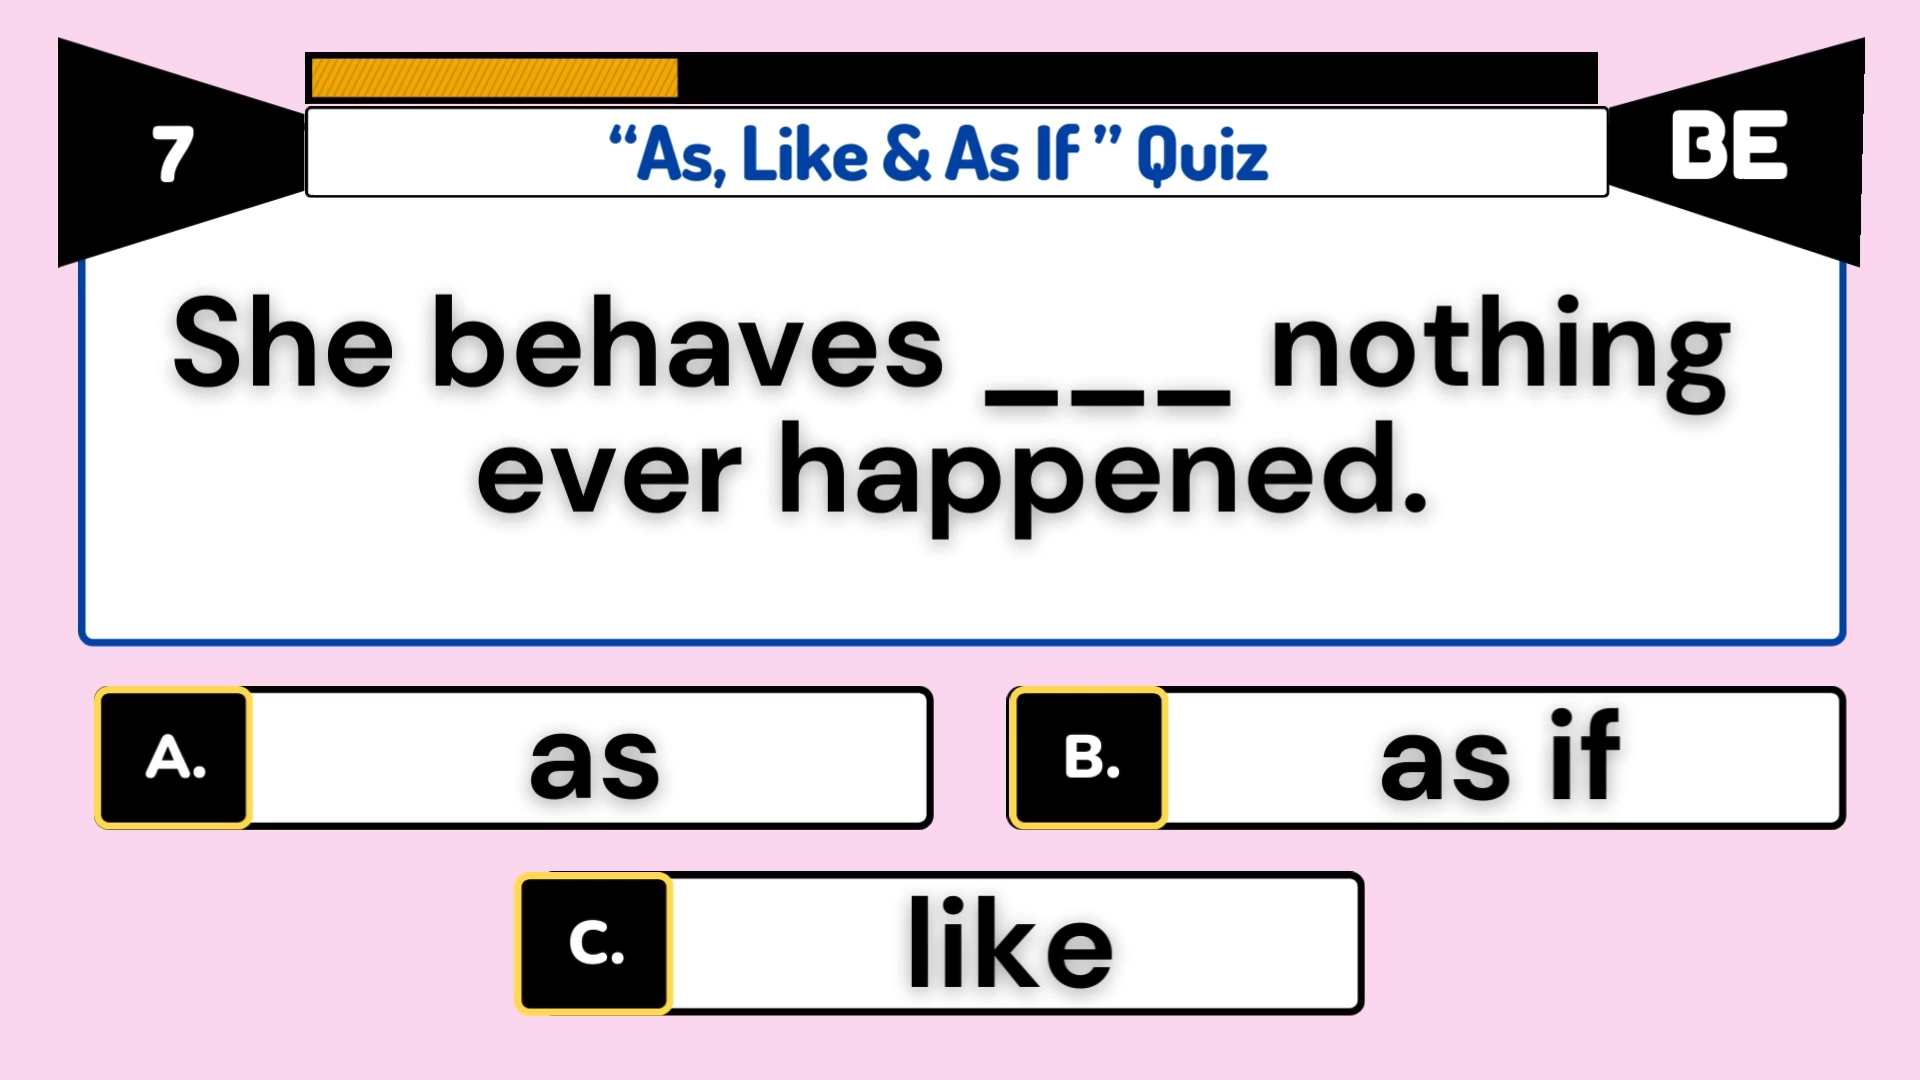 7
“As, Like & As If ” Quiz
BE
She behaves ___ nothing
ever happened.
A.
as
B.
as if
C.
like